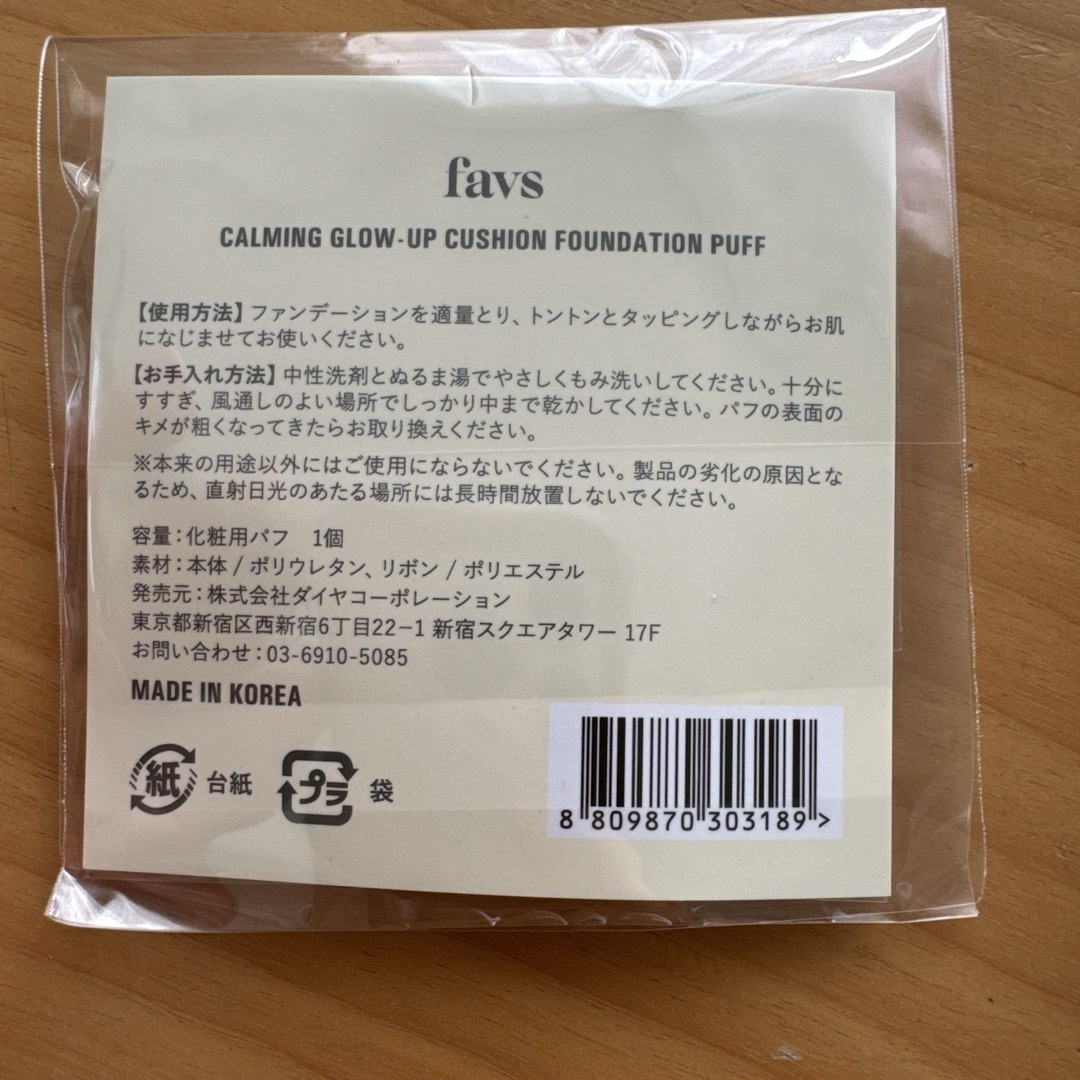 favs
CALMING GLOW-UP CUSHION FOUNDATION PUFF
【使用方法】ファンデーションを適量とり、トントンとタッピングしながらお肌
になじませてお使いください。
【お手入れ方法】中性洗剤とぬるま湯でやさしくもみ洗いしてください。十分に
すすぎ、風通しのよい場所でしっかり中まで乾かしてください。パフの表面の
キメが粗くなってきたらお取り換えください。
※本来の用途以外にはご使用にならないでください。製品の劣化の原因とな
るため、直射日光のあたる場所には長時間放置しないでください。
容量：化粧用パフ　1個
素材：本体 / ポリウレタン、リボン / ポリエステル
発売元：株式会社ダイヤコーポレーション
東京都新宿区西新宿6丁目22−1 新宿スクエアタワー 17F
お問い合わせ：03-6910-5085
MADE IN KOREA
紙 台紙 プラ 袋
8 809870 303189 >